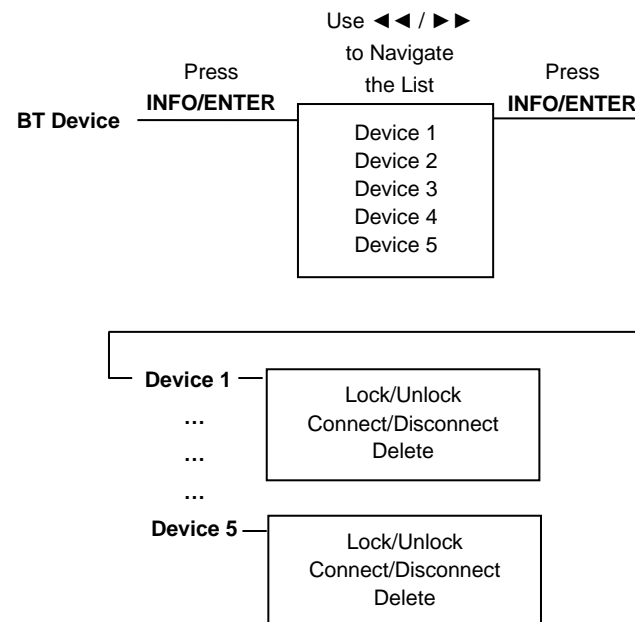 Use ◄◄ / ►►
to Navigate
the List
Press
INFO/ENTER
Press
INFO/ENTER
BT Device
Device 1
Device 2
Device 3
Device 4
Device 5
Device 1
Lock/Unlock
Connect/Disconnect
Delete
...
...
...
Device 5
Lock/Unlock
Connect/Disconnect
Delete